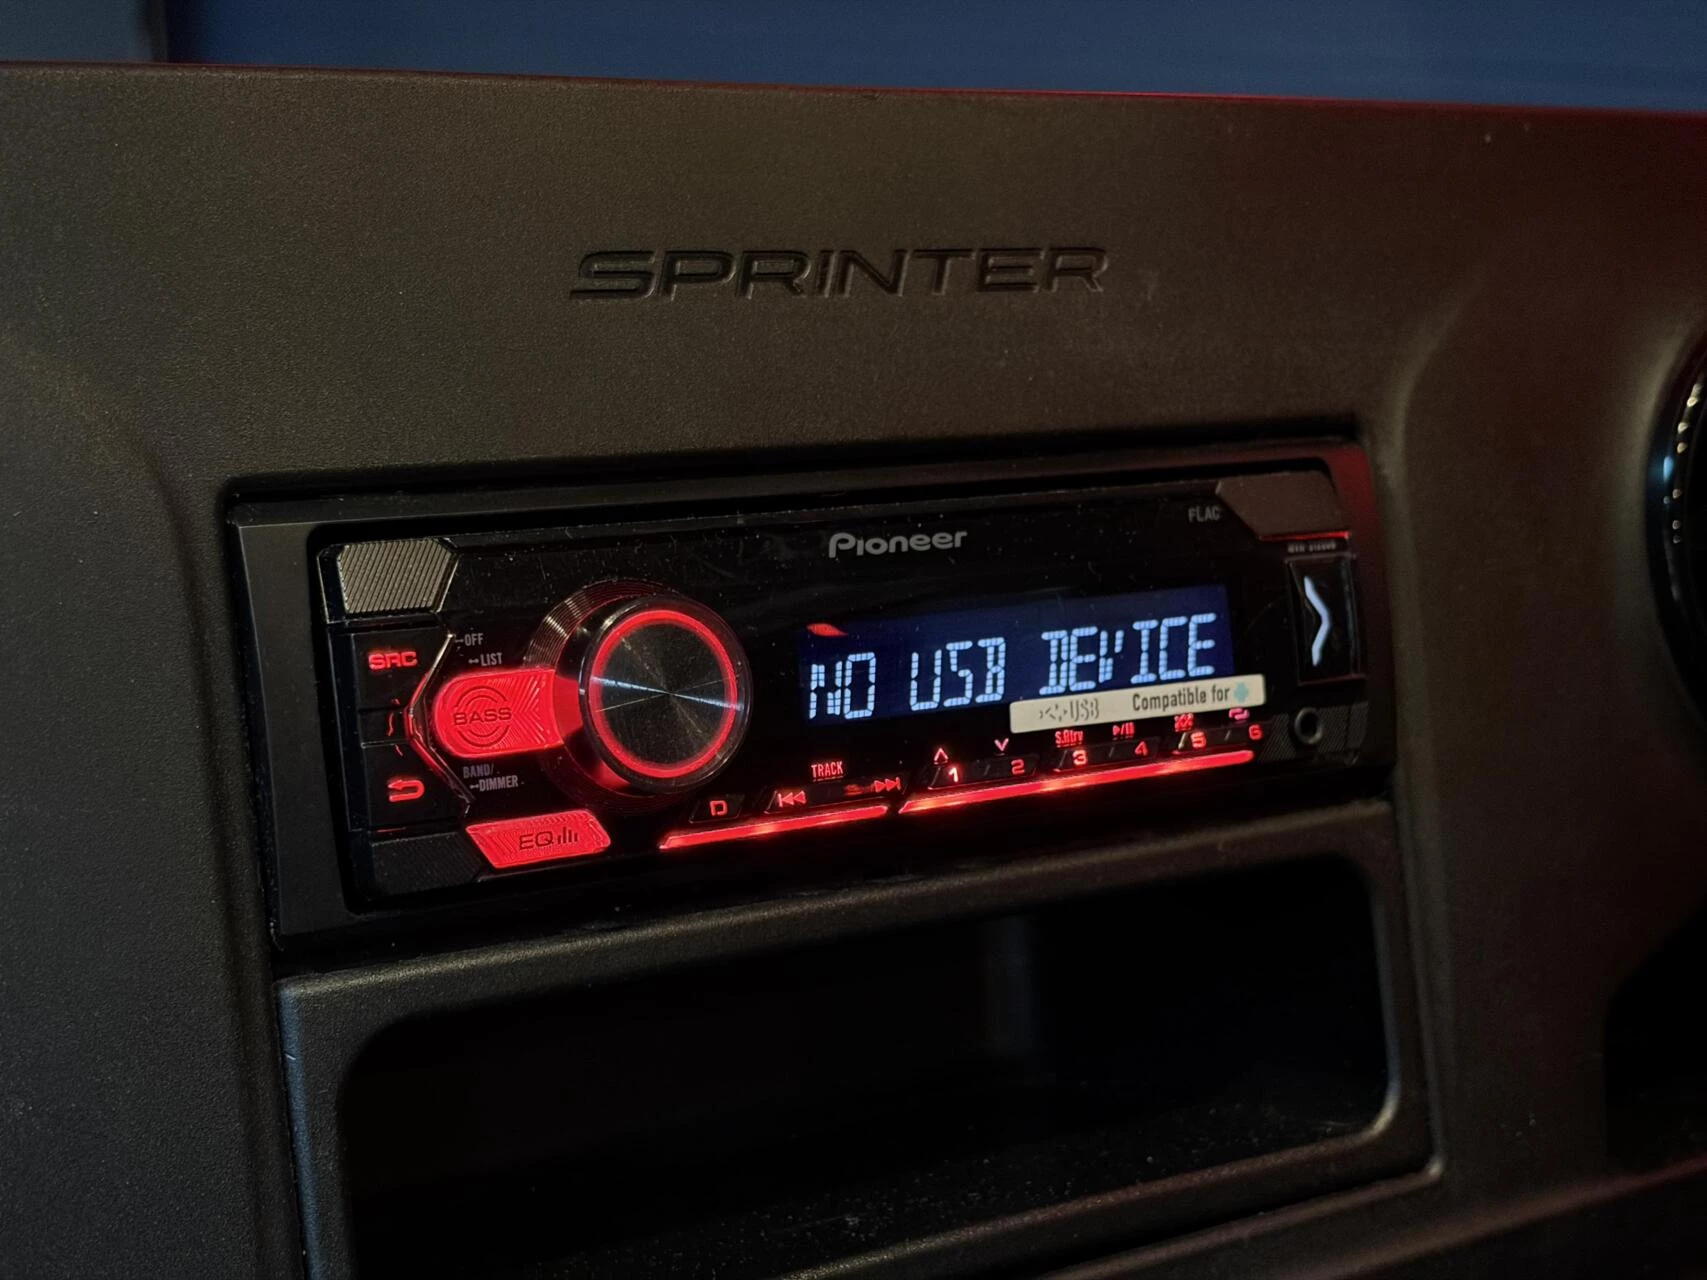 SPRINTER
Pioneer
FLAC
OFF
SRC
LIST
NO USB DEVICE
BASS
USB Compatible for
BAND/
DIMMER
TRACK
S.Rtrv
D 1 2 3 4 5 6
EQ